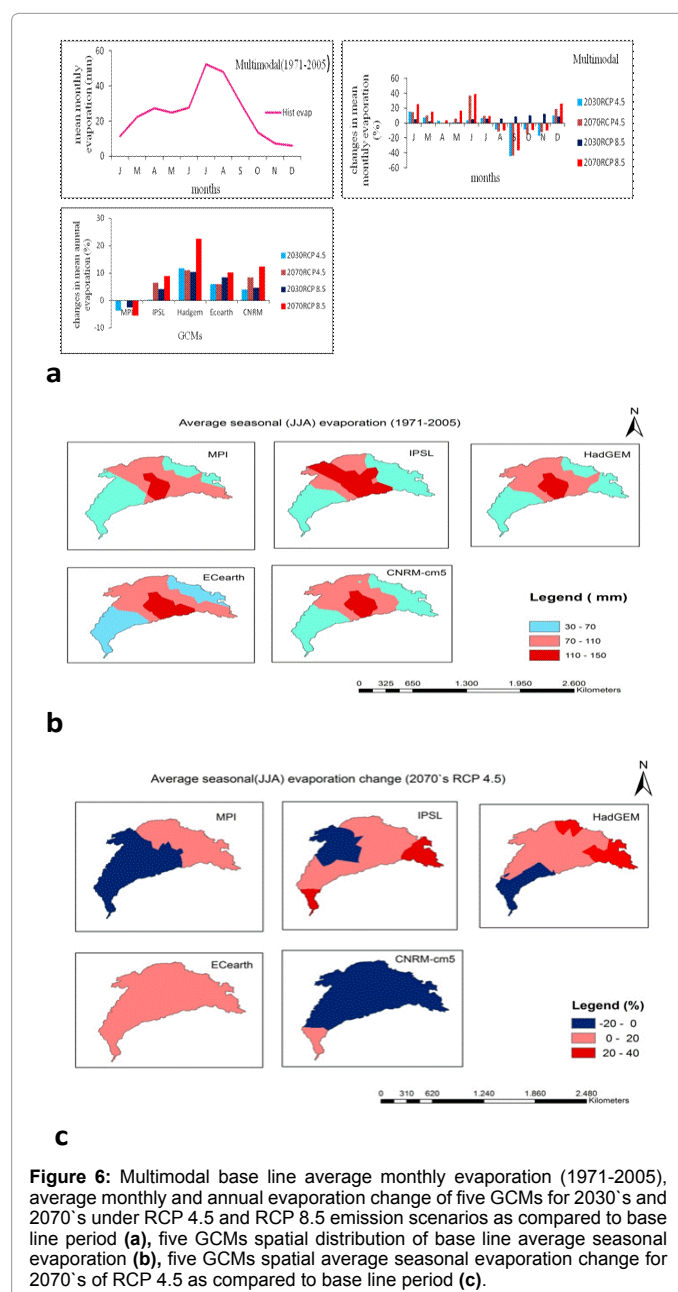 Multimodal(1971-2005)
mean monthly evaporation (mm)
60
40
20
0
Hist evap
J F M A M J J A S O N D
months
Multimodal
changes in mean monthly evaporation (%)
60
40
20
0
-20
-40
-60
J F M A M J J A S O N D
2030RCP 4.5
2070RCP 4.5
2030RCP 8.5
2070RCP 8.5
months
changes in mean annual evaporation (%)
30
20
10
0
-10
MPI IPSL Hadgem Ecearth CNRM
2030RCP 4.5
2070RCP4.5
2030RCP 8.5
2070RCP 8.5
GCMs
a
Average seasonal (JJA) evaporation (1971-2005)
N
MPI
IPSL
HadGEM
ECearth
CNRM-cm5
Legend ( mm)
30 - 70
70 - 110
110 - 150
0 325 650 1.300 1.950 2.600
Kilometers
b
Average seasonal(JJA) evaporation change (2070`s RCP 4.5)
N
MPI
IPSL
HadGEM
ECearth
CNRM-cm5
Legend (%)
-20 - 0
0 - 20
20 - 40
0 310 620 1.240 1.860 2.480
Kilometers
c
Figure 6: Multimodal base line average monthly evaporation (1971-2005),
average monthly and annual evaporation change of five GCMs for 2030`s and
2070`s under RCP 4.5 and RCP 8.5 emission scenarios as compared to base
line period (a), five GCMs spatial distribution of base line average seasonal
evaporation (b), five GCMs spatial average seasonal evaporation change for
2070`s of RCP 4.5 as compared to base line period (c).